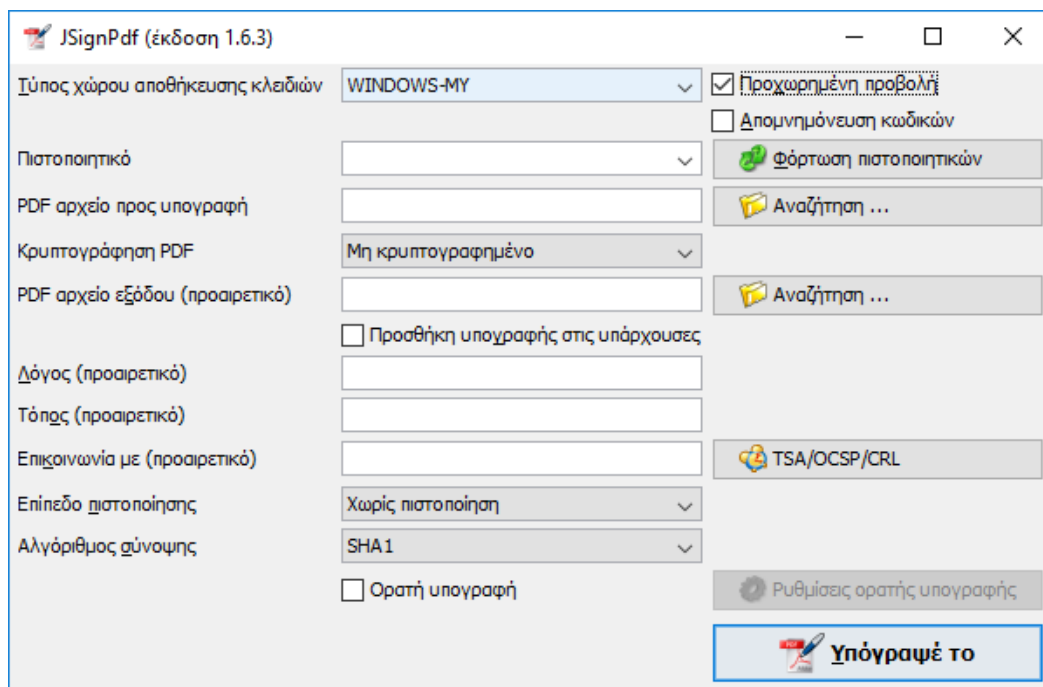 JSignPdf (έκδοση 1.6.3)
Τύπος χώρου αποθήκευσης κλειδιών WINDOWS-MY Προχωρημένη προβολή
Απομνημόνευση κωδικών
Πιστοποιητικό Φόρτωση πιστοποιητικών
PDF αρχείο προς υπογραφή Αναζήτηση ...
Κρυπτογράφηση PDF Μη κρυπτογραφημένο
PDF αρχείο εξόδου (προαιρετικό) Αναζήτηση ...
Προσθήκη υπογραφής στις υπάρχουσες
Λόγος (προαιρετικό)
Τόπος (προαιρετικό)
Επικοινωνία με (προαιρετικό) TSA/OCSP/CRL
Επίπεδο πιστοποίησης Χωρίς πιστοποίηση
Αλγόριθμος σύνοψης SHA1
Ορατή υπογραφή Ρυθμίσεις ορατής υπογραφής
Υπόγραψέ το